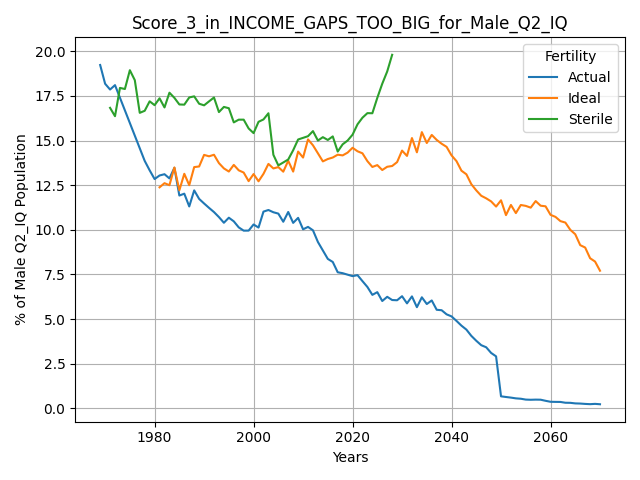 Score_3_in_INCOME_GAPS_TOO_BIG_for_Male_Q2_IQ
Fertility
Actual
Ideal
Sterile
% of Male Q2_IQ Population
20.0
17.5
15.0
12.5
10.0
7.5
5.0
2.5
0.0
1980 2000 2020 2040 2060
Years